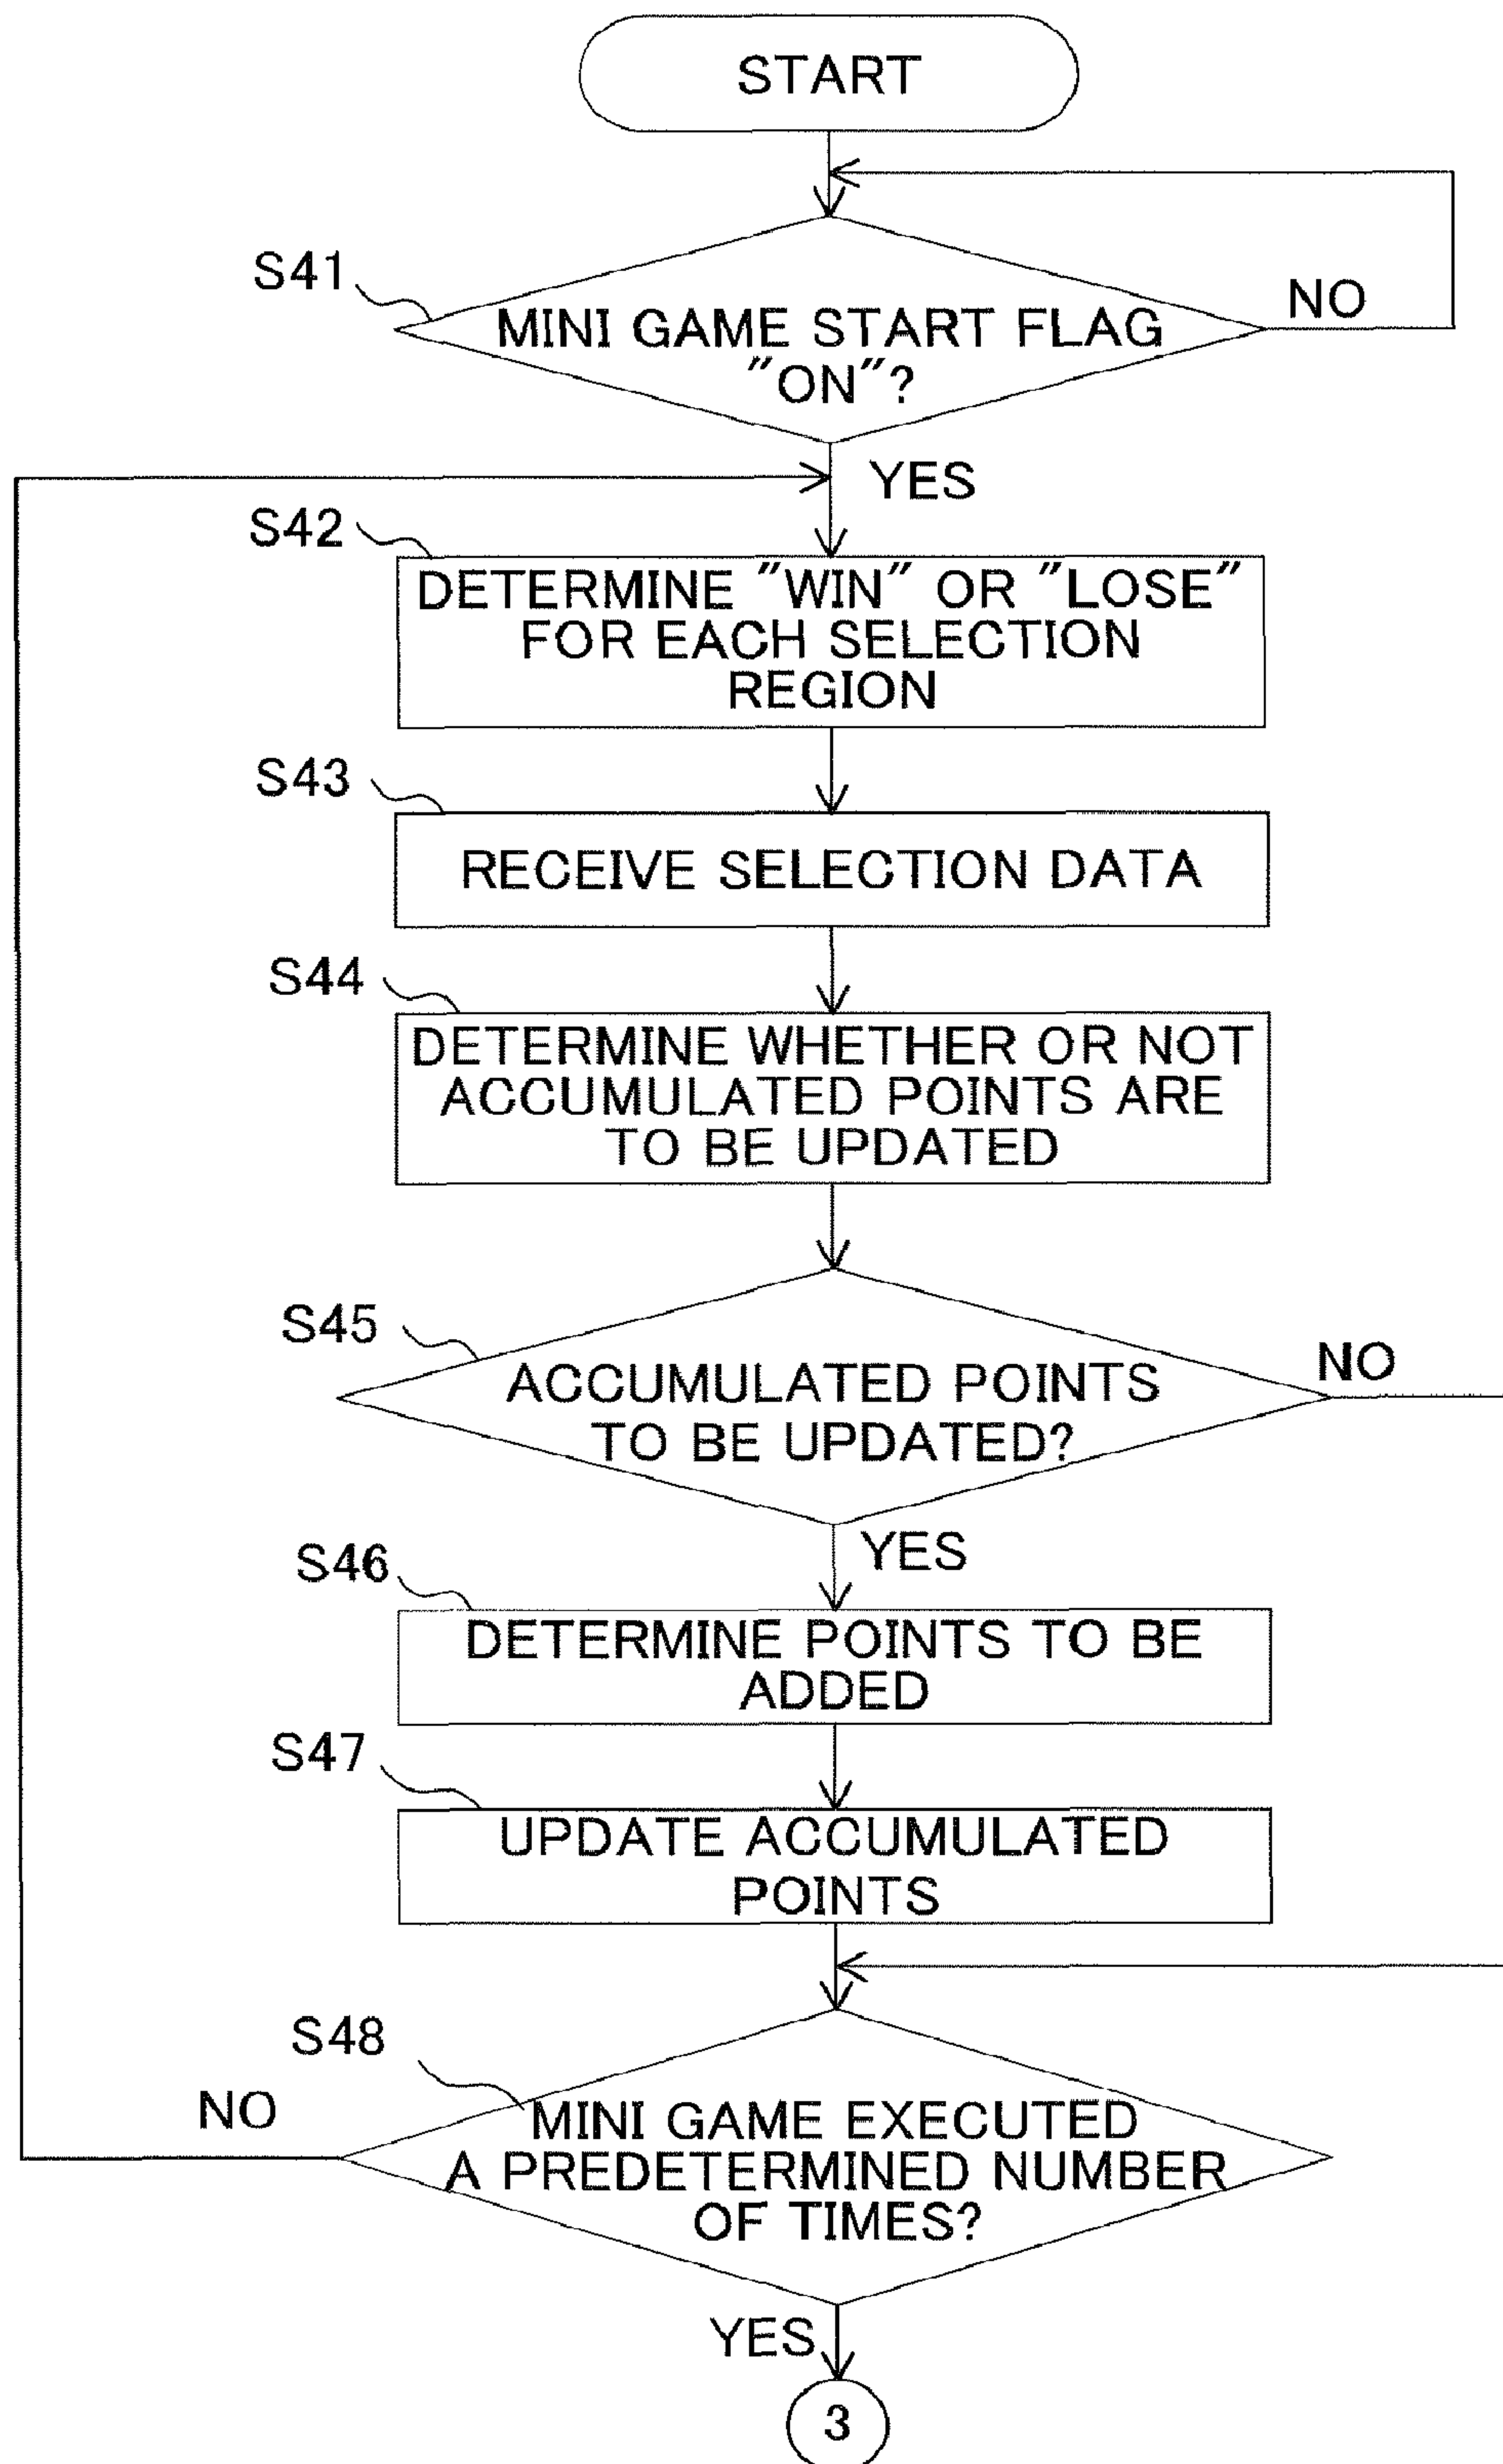 START
S41
MINI GAME START FLAG
"ON"?
NO
YES
S42
DETERMINE "WIN" OR "LOSE"
FOR EACH SELECTION
REGION
S43
RECEIVE SELECTION DATA
S44
DETERMINE WHETHER OR NOT
ACCUMULATED POINTS ARE
TO BE UPDATED
S45
ACCUMULATED POINTS
TO BE UPDATED?
NO
YES
S46
DETERMINE POINTS TO BE
ADDED
S47
UPDATE ACCUMULATED
POINTS
S48
NO
MINI GAME EXECUTED
A PREDETERMINED NUMBER
OF TIMES?
YES
3